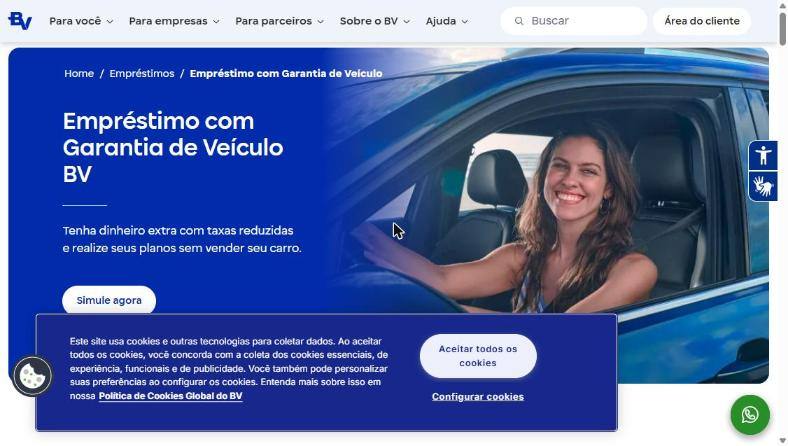 BV
Para você
Para empresas
Para parceiros
Sobre o BV
Ajuda
Buscar
Área do cliente
Home / Empréstimos / Empréstimo com Garantia de Veículo
Empréstimo com
Garantia de Veículo
BV
Tenha dinheiro extra com taxas reduzidas
e realize seus planos sem vender seu carro.
Simule agora
Este site usa cookies e outras tecnologias para coletar dados. Ao aceitar
todos os cookies, você concorda com a coleta dos cookies essenciais, de
experiência, funcionais e de publicidade. Você também pode personalizar
suas preferências ao configurar os cookies. Entenda mais sobre isso em
nossa Política de Cookies Global do BV
Aceitar todos os
cookies
Configurar cookies